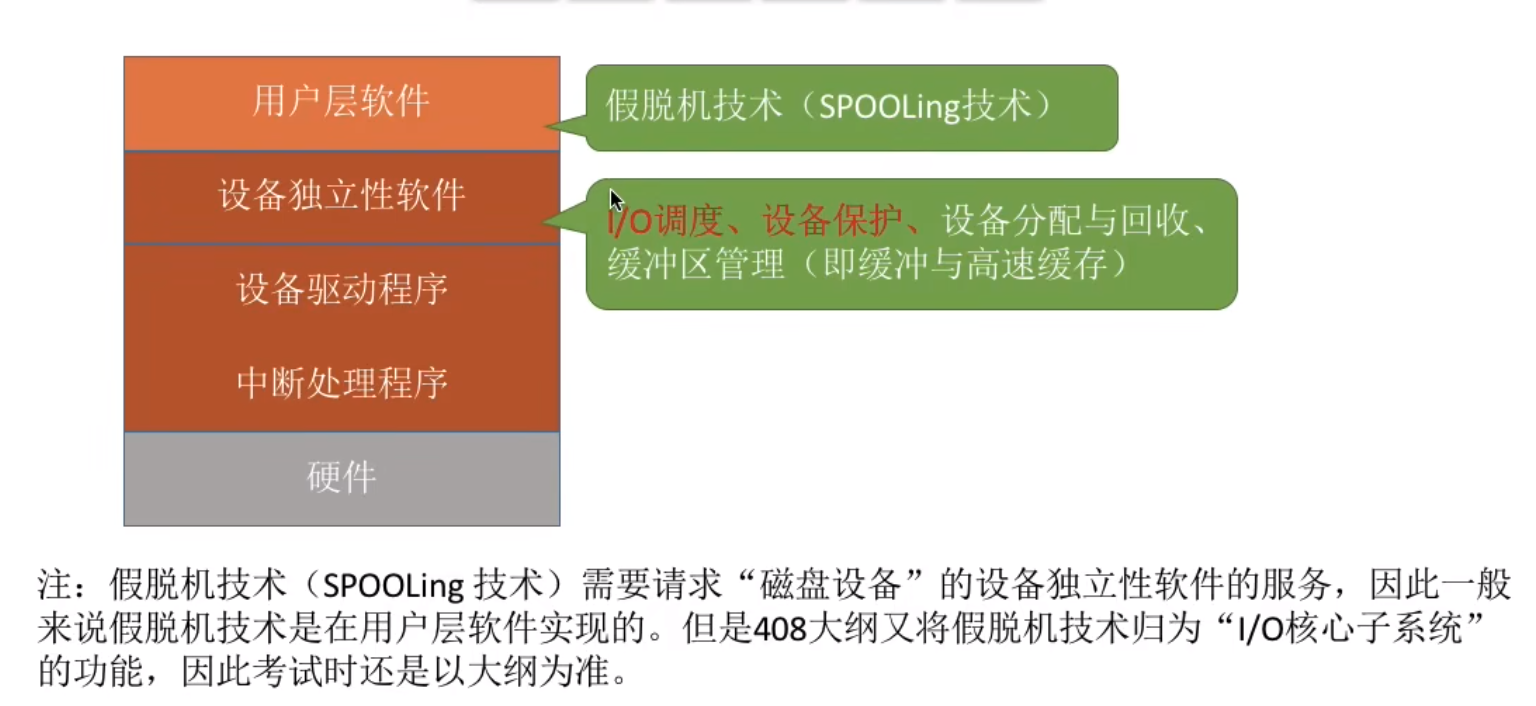 用户层软件
假脱机技术（SPOOLing技术）
设备独立性软件
I/O调度、设备保护、设备分配与回收、
缓冲区管理（即缓冲与高速缓存）
设备驱动程序
中断处理程序
硬件
注：假脱机技术（SPOOLing 技术）需要请求“磁盘设备”的设备独立性软件的服务，因此一般
来说假脱机技术是在用户层软件实现的。但是408大纲又将假脱机技术归为“I/O核心子系统”
的功能，因此考试时还是以大纲为准。